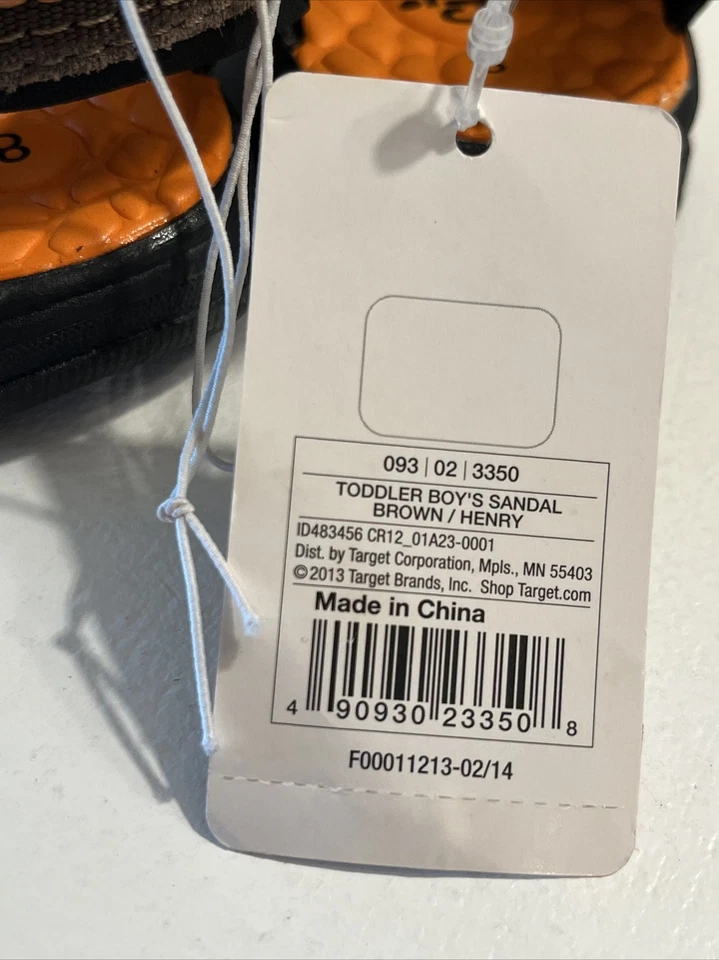 8
093 | 02 | 3350
TODDLER BOY'S SANDAL
BROWN / HENRY
ID483456 CR12_01A23-0001
Dist. by Target Corporation, Mpls., MN 55403
©2013 Target Brands, Inc. Shop Target.com
Made in China
4 90930 23350 8
F00011213-02/14